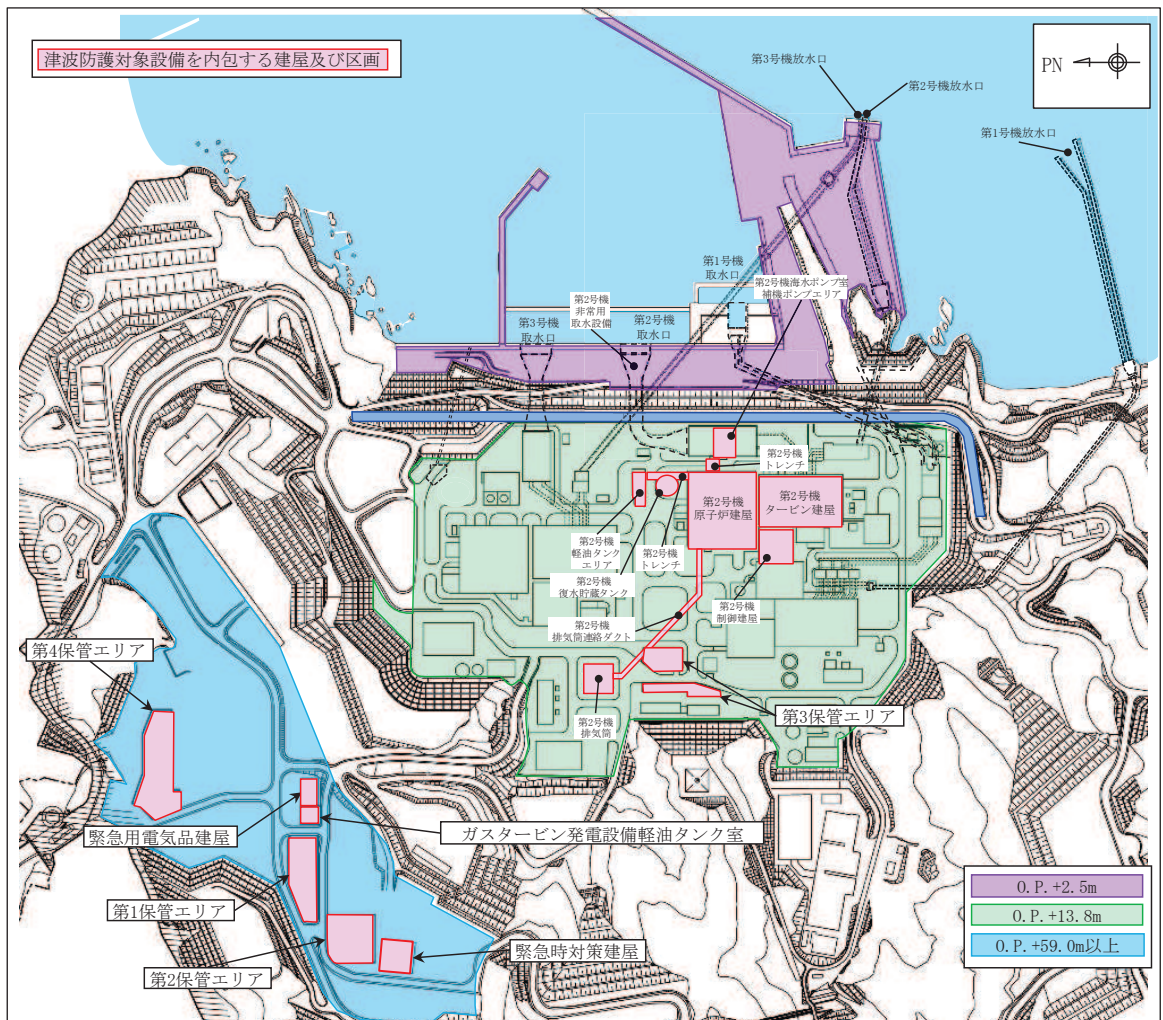 津波防護対象設備を内包する建屋及び区画
PN
第3号機放水口
第2号機放水口
第1号機放水口
第1号機
取水口
第2号機海水ポンプ室
補機ポンプエリア
第2号機
非常用
取水設備
第3号機
取水口
第2号機
取水口
第2号機
トレンチ
第2号機
原子炉建屋
第2号機
タービン建屋
第2号機
軽油タンク
エリア
第2号機
トレンチ
第2号機
復水貯蔵タンク
第2号機
制御建屋
第2号機
排気筒連絡ダクト
第4保管エリア
第3保管エリア
第2号機
排気筒
緊急用電気品建屋
ガスタービン発電設備軽油タンク室
第1保管エリア
第2保管エリア
緊急時対策建屋
O.P.+2.5m
O.P.+13.8m
O.P.+59.0m以上